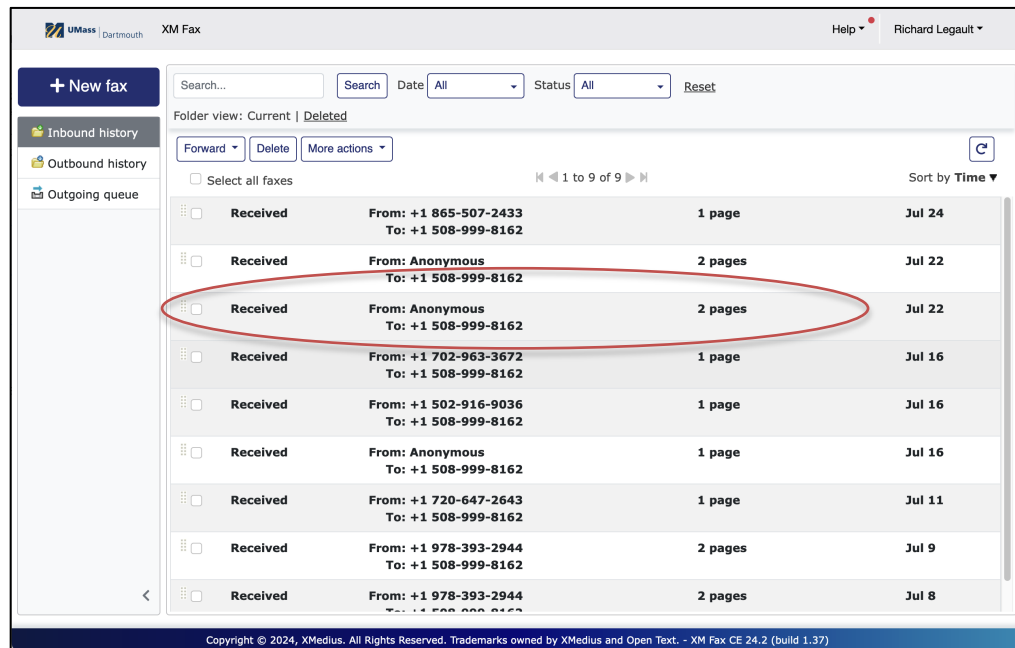 UMass | Dartmouth XM Fax Help Richard Legault
+ New fax
Search... Search Date All Status All Reset
Folder view: Current | Deleted
Inbound history
Outbound history
Outgoing queue
Forward Delete More actions
Select all faxes 1 to 9 of 9 Sort by Time ▼
Received From: +1 865-507-2433 1 page Jul 24
To: +1 508-999-8162
Received From: Anonymous 2 pages Jul 22
To: +1 508-999-8162
Received From: Anonymous 2 pages Jul 22
To: +1 508-999-8162
Received From: +1 702-963-3672 1 page Jul 16
To: +1 508-999-8162
Received From: +1 502-916-9036 1 page Jul 16
To: +1 508-999-8162
Received From: Anonymous 1 page Jul 16
To: +1 508-999-8162
Received From: +1 720-647-2643 1 page Jul 11
To: +1 508-999-8162
Received From: +1 978-393-2944 2 pages Jul 9
To: +1 508-999-8162
Received From: +1 978-393-2944 2 pages Jul 8
To: +1 508-999-8162
Copyright © 2024, XMedius. All Rights Reserved. Trademarks owned by XMedius and Open Text. - XM Fax CE 24.2 (build 1.37)